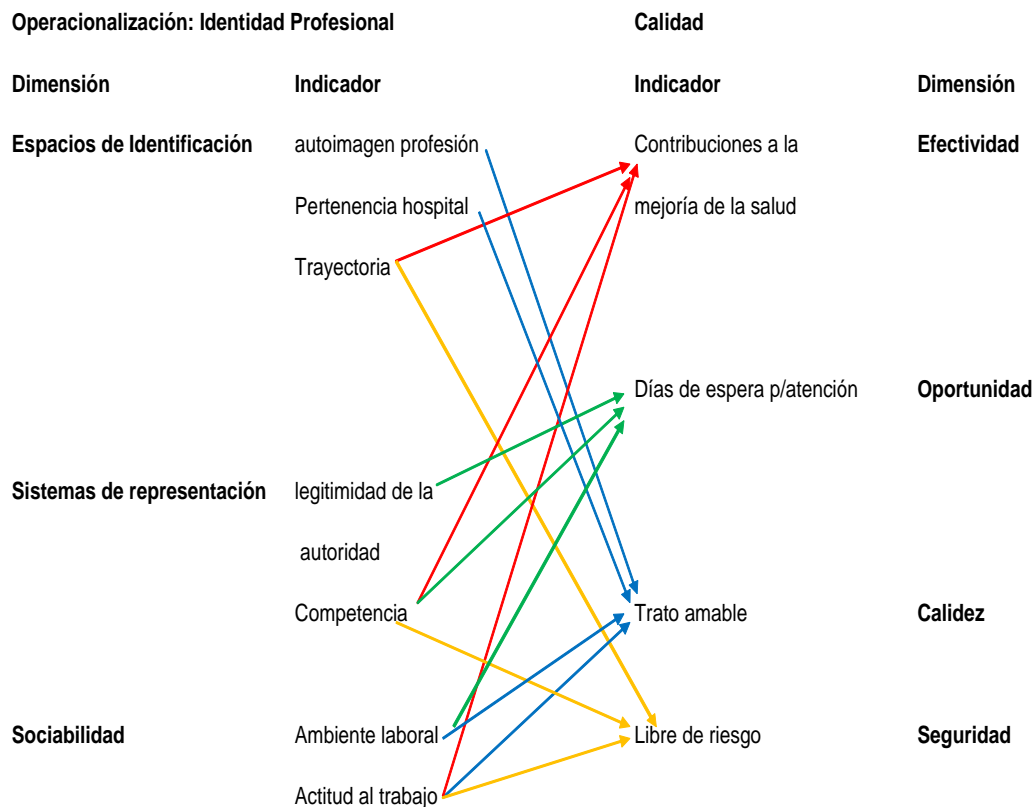 Operacionalización: Identidad Profesional Calidad
Dimensión Indicador Indicador Dimensión
Espacios de Identificación autoimagen profesión Contribuciones a la Efectividad
Pertenencia hospital mejoría de la salud
Trayectoria
Días de espera p/atención Oportunidad
Sistemas de representación legitimidad de la
autoridad
Competencia Trato amable Calidez
Sociabilidad Ambiente laboral Libre de riesgo Seguridad
Actitud al trabajo